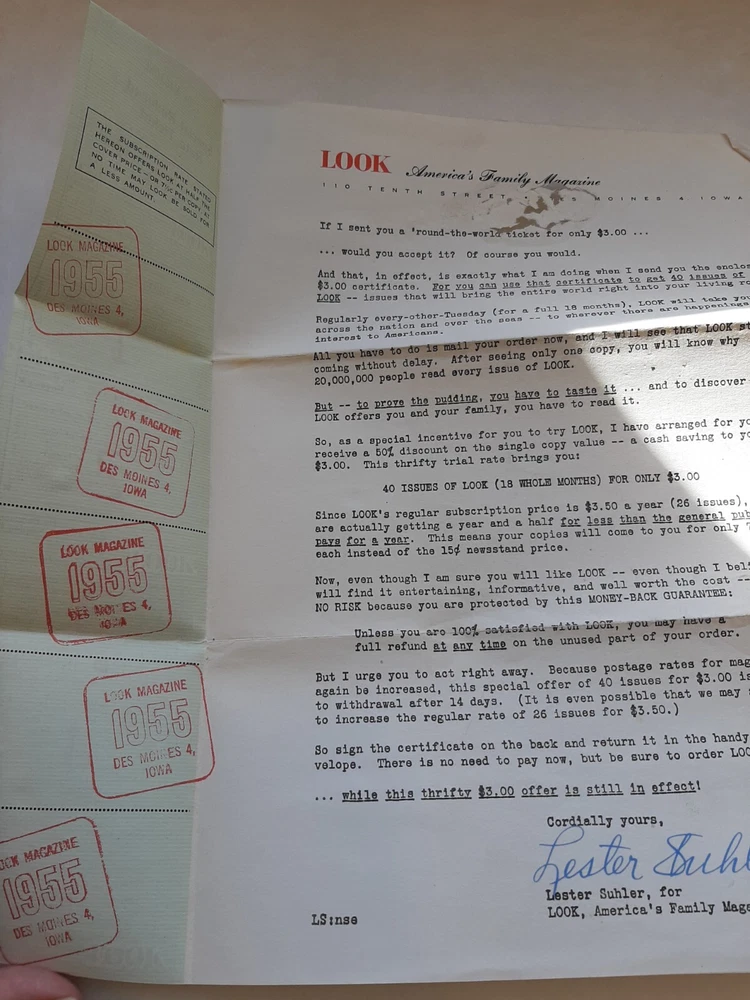 THE SUBSCRIPTION RATE STATED
HEREON OFFERS LOOK AT HALF THE
COVER PRICE - OR 7½¢ PER COPY. AT
NO TIME MAY LOOK BE SOLD FOR
A LESS AMOUNT.
LOOK MAGAZINE
1955
DES MOINES 4,
IOWA
LOOK MAGAZINE
1955
DES MOINES 4,
IOWA
LOOK MAGAZINE
1955
DES MOINES 4,
IOWA
LOOK MAGAZINE
1955
DES MOINES 4,
IOWA
LOOK MAGAZINE
1955
DES MOINES 4,
IOWA
LOOK America's Family Magazine
110 TENTH STREET MOINES 4 IOWA
If I sent you a 'round-the-world ticket for only $3.00 ...
... would you accept it? Of course you would.
And that, in effect, is exactly what I am doing when I send you the enclos
$3.00 certificate. For you can use that certificate to get 40 issues of
LOOK -- issues that will bring the entire world right into your living ro
Regularly every-other-Tuesday (for a full 18 months), LOOK will take you
across the nation and over the seas -- to wherever there are happenings
interest to Americans.
All you have to do is mail your order now, and I will see that LOOK st
coming without delay. After seeing only one copy, you will know why
20,000,000 people read every issue of LOOK.
But -- to prove the pudding, you have to taste it ... and to discover
LOOK offers you and your family, you have to read it.
So, as a special incentive for you to try LOOK, I have arranged for yo
receive a 50% discount on the single copy value -- a cash saving to yo
$3.00. This thrifty trial rate brings you:
40 ISSUES OF LOOK (18 WHOLE MONTHS) FOR ONLY $3.00
Since LOOK's regular subscription price is $3.50 a year (26 issues),
are actually getting a year and a half for less than the general pub
pays for a year. This means your copies will come to you for only 7
each instead of the 15¢ newsstand price.
Now, even though I am sure you will like LOOK -- even though I beli
will find it entertaining, informative, and well worth the cost --
NO RISK because you are protected by this MONEY-BACK GUARANTEE:
Unless you are 100% satisfied with LOOK, you may have a
full refund at any time on the unused part of your order.
But I urge you to act right away. Because postage rates for mag
again be increased, this special offer of 40 issues for $3.00 is
to withdrawal after 14 days. (It is even possible that we may
to increase the regular rate of 26 issues for $3.50.)
So sign the certificate on the back and return it in the handy
velope. There is no need to pay now, but be sure to order LOO
... while this thrifty $3.00 offer is still in effect!
Cordially yours,
Lester Suhl
Lester Suhler, for
LOOK, America's Family Maga
LS:nse